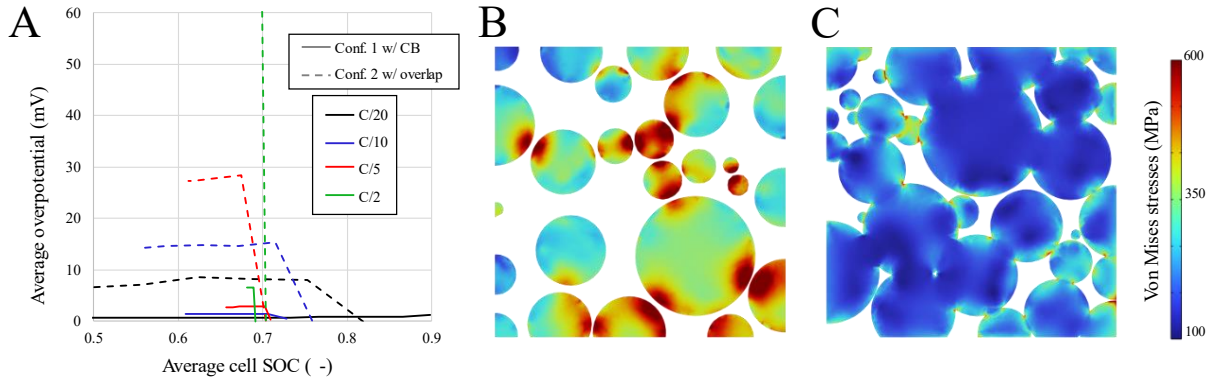 A
60
50
40
30
20
10
0
0.5
0.6
0.7
0.8
0.9
Average overpotential (mV)
Average cell SOC ( -)
Conf. 1 w/ CB
Conf. 2 w/ overlap
C/20
C/10
C/5
C/2
B
C
600
350
100
Von Mises stresses (MPa)